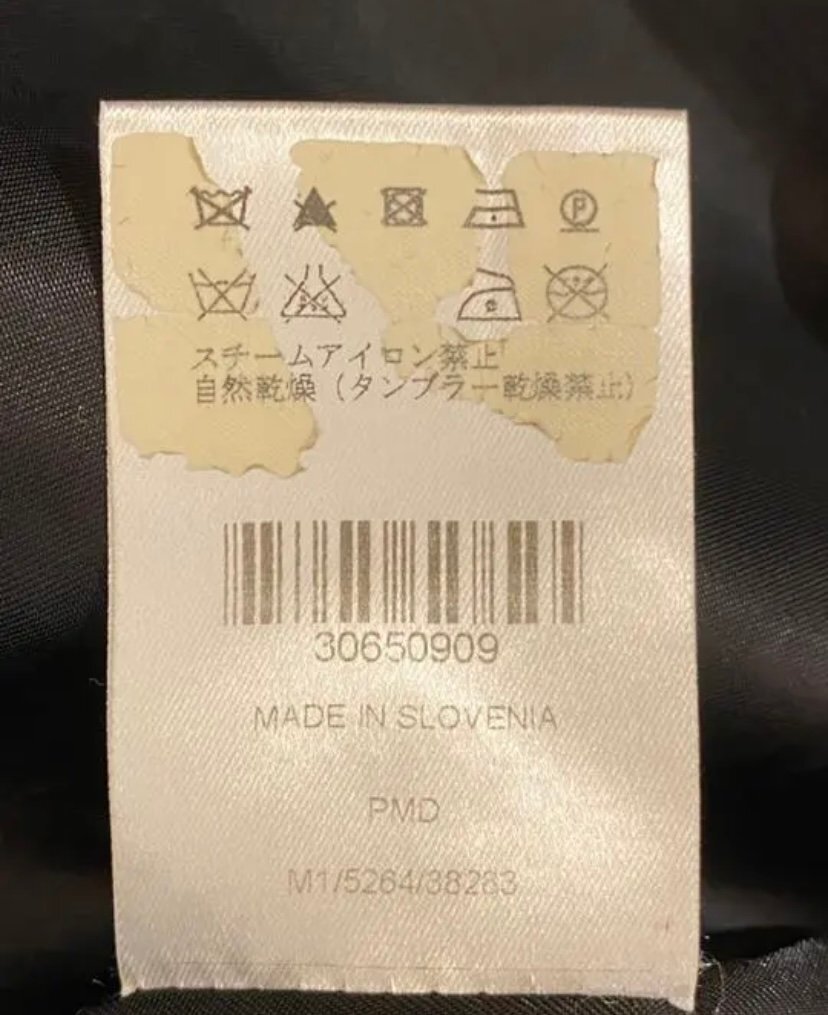 P
スチームアイロン禁止
自然乾燥（タンブラー乾燥禁止）
30650909
MADE IN SLOVENIA
PMD
M1/5264/38283